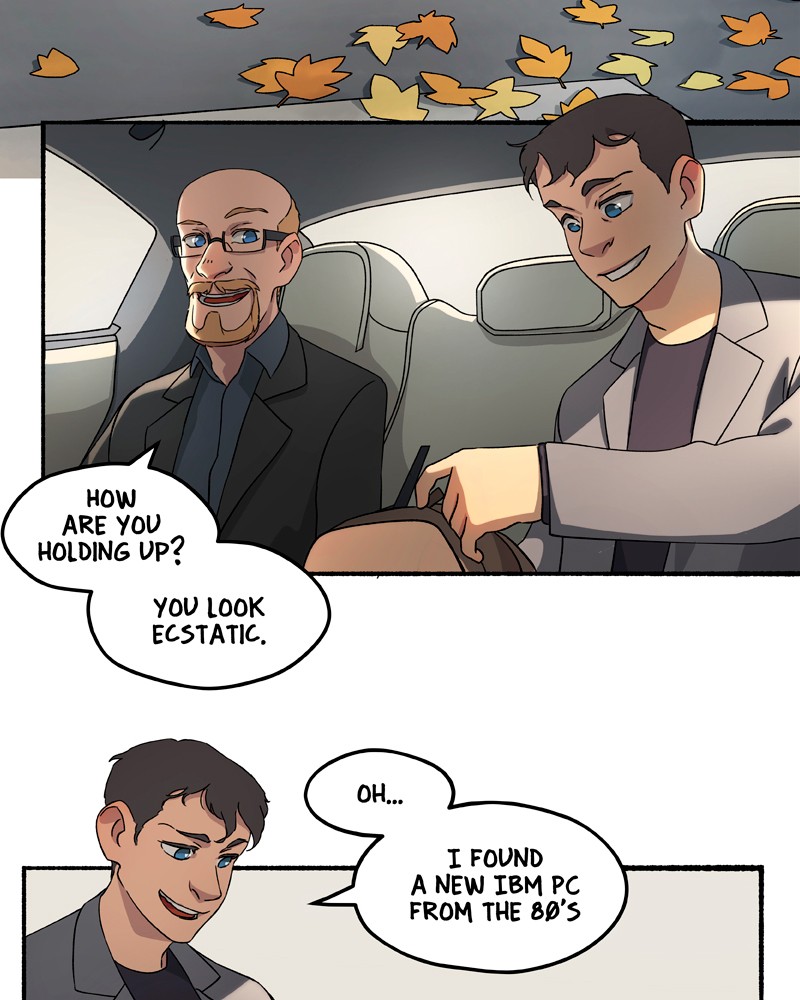 HOW
ARE YOU
HOLDING UP?
YOU LOOK
ECSTATIC.
OH...
I FOUND
A NEW IBM PC
FROM THE 80'S